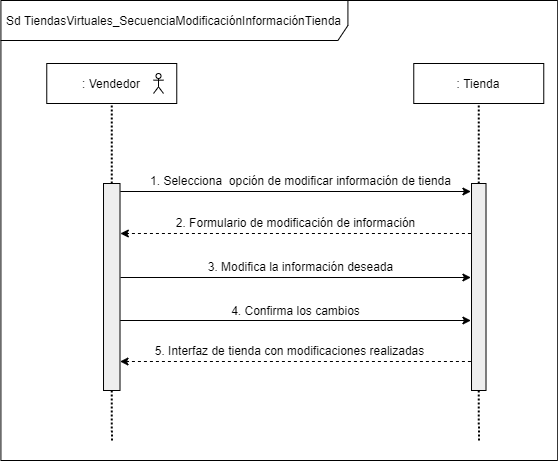 Sd TiendasVirtuales_SecuenciaModificaciónInformaciónTienda
: Vendedor
: Tienda
1. Selecciona opción de modificar información de tienda
2. Formulario de modificación de información
3. Modifica la información deseada
4. Confirma los cambios
5. Interfaz de tienda con modificaciones realizadas